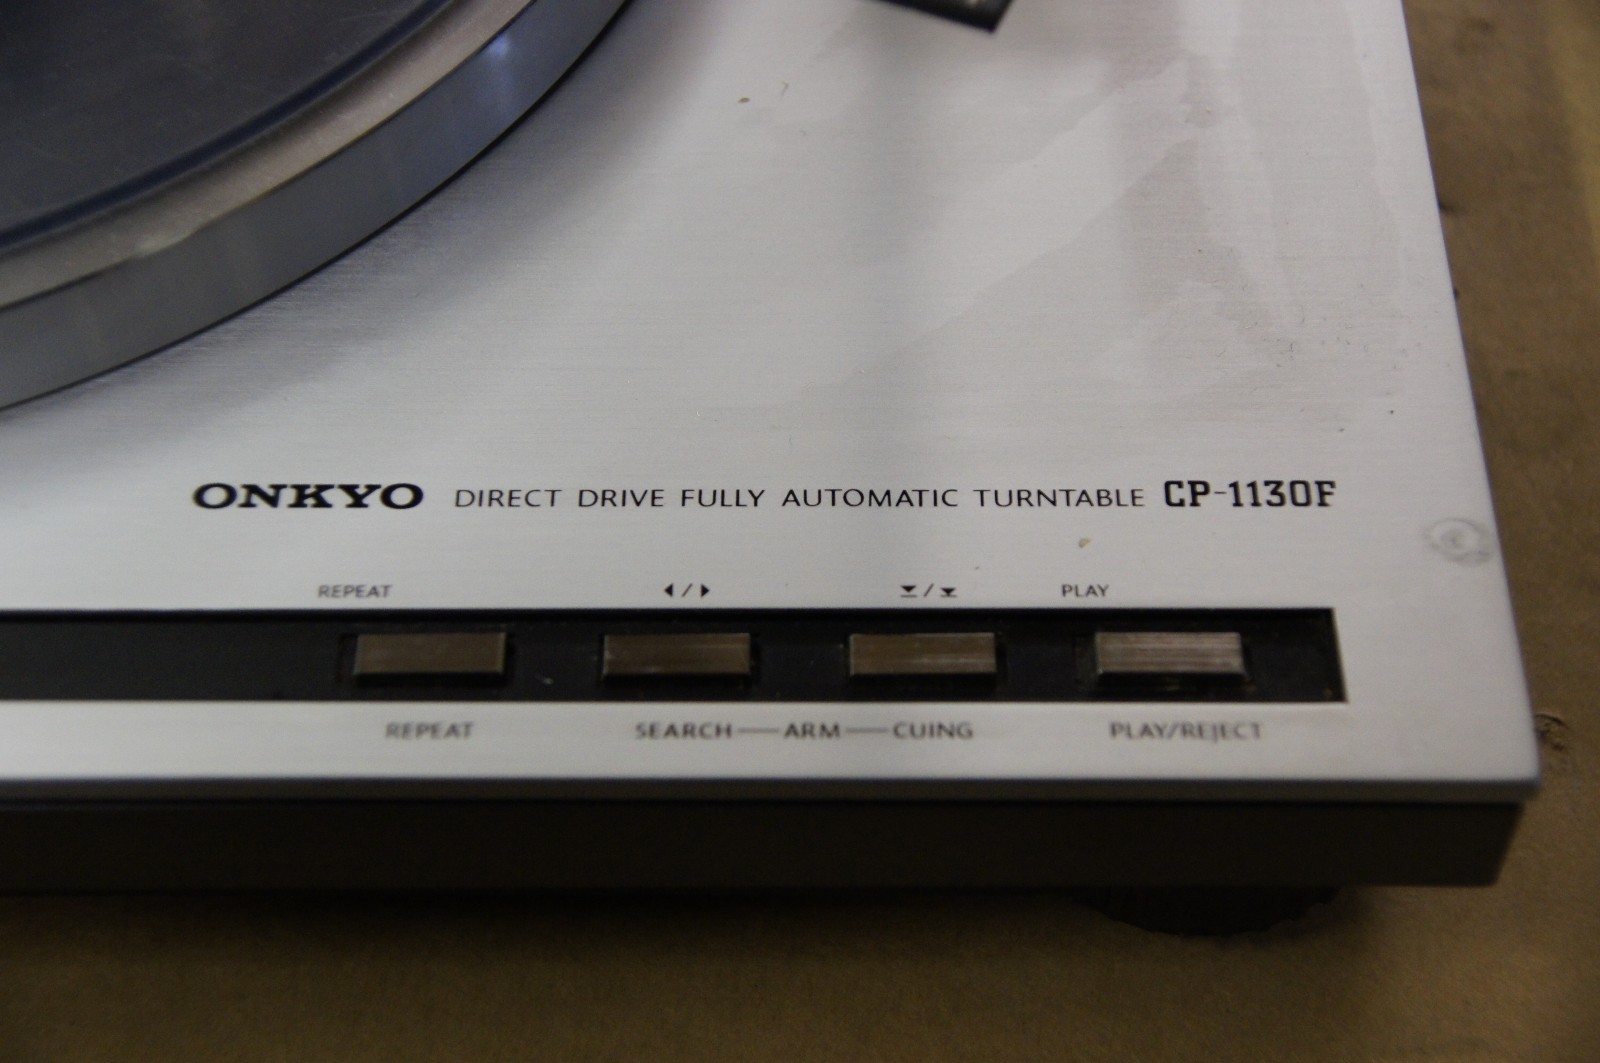 ONKYO DIRECT DRIVE FULLY AUTOMATIC TURNTABLE CP-1130F
REPEAT ◀/▶ ⏷/⏷ PLAY
REPEAT SEARCH—ARM—CUING PLAY/REJECT